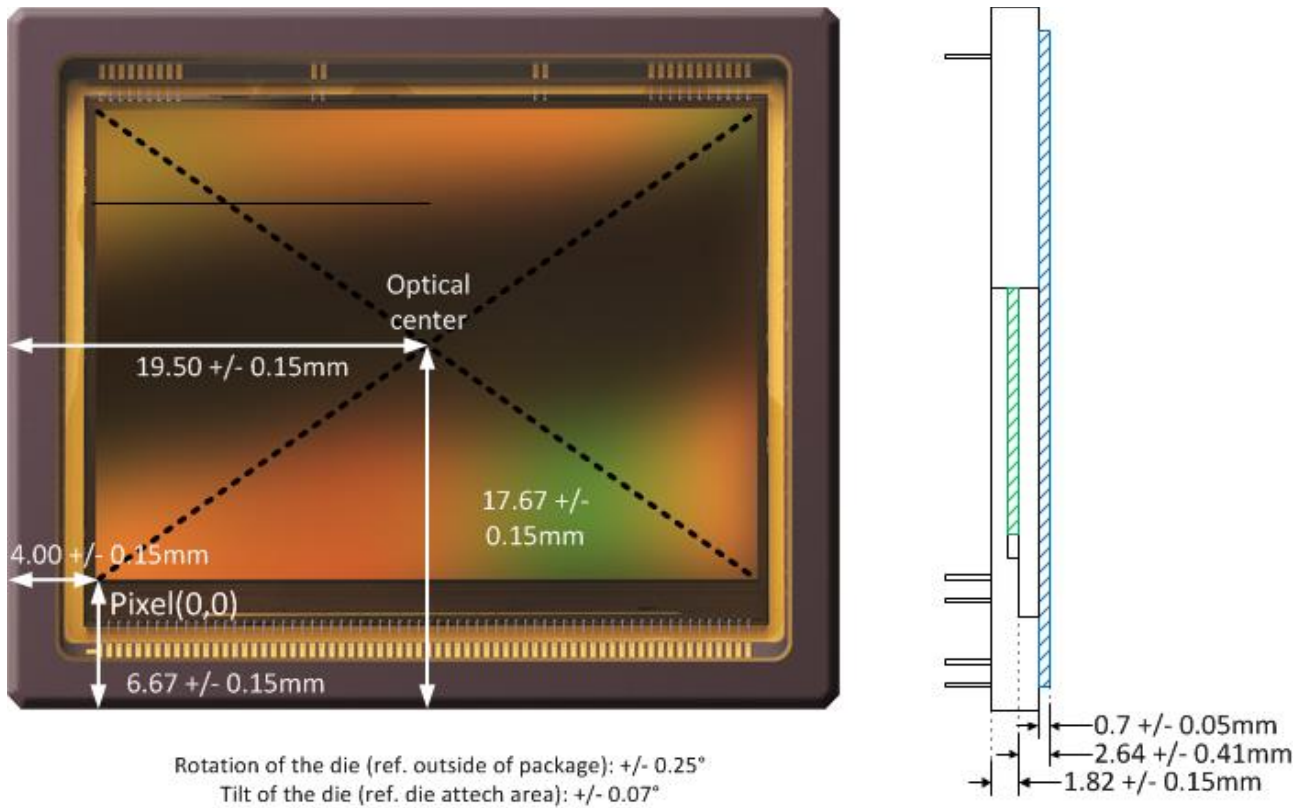 Optical
center
19.50 +/- 0.15mm
17.67 +/-
0.15mm
4.00 +/- 0.15mm
Pixel(0,0)
6.67 +/- 0.15mm
0.7 +/- 0.05mm
2.64 +/- 0.41mm
1.82 +/- 0.15mm
Rotation of the die (ref. outside of package): +/- 0.25°
Tilt of the die (ref. die attech area): +/- 0.07°